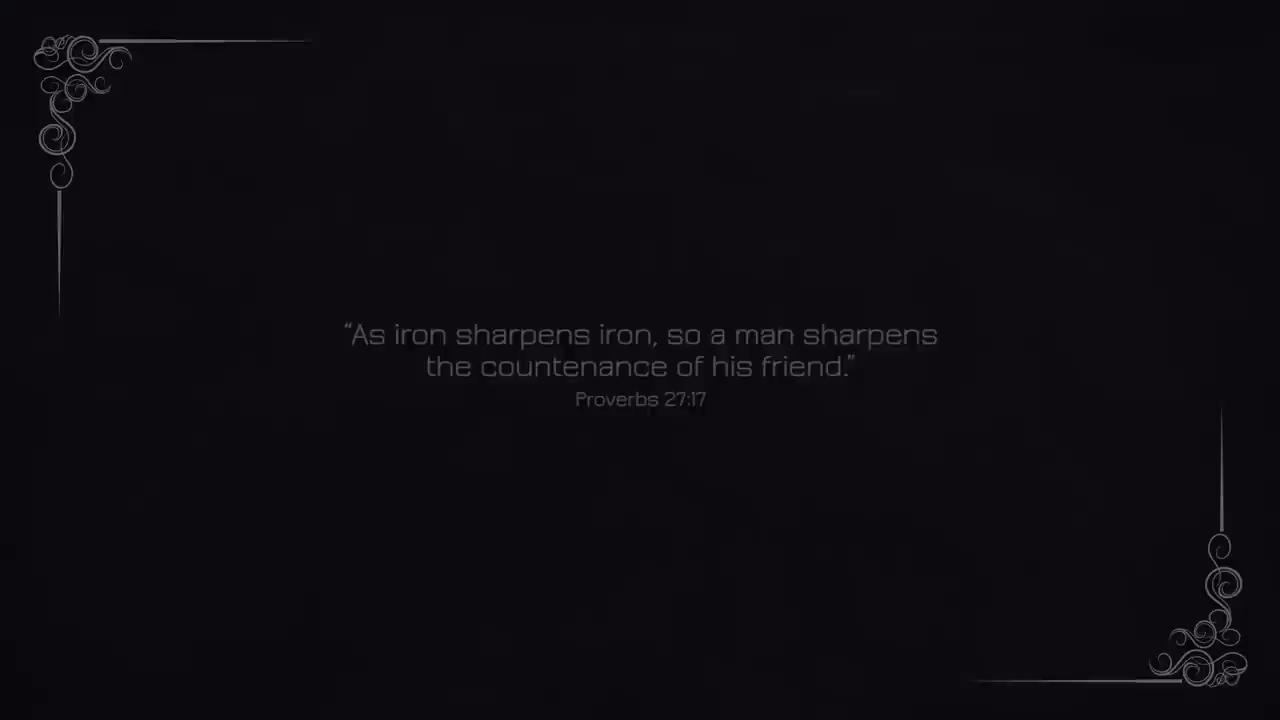 “As iron sharpens iron, so a man sharpens
the countenance of his friend.”
Proverbs 27:17